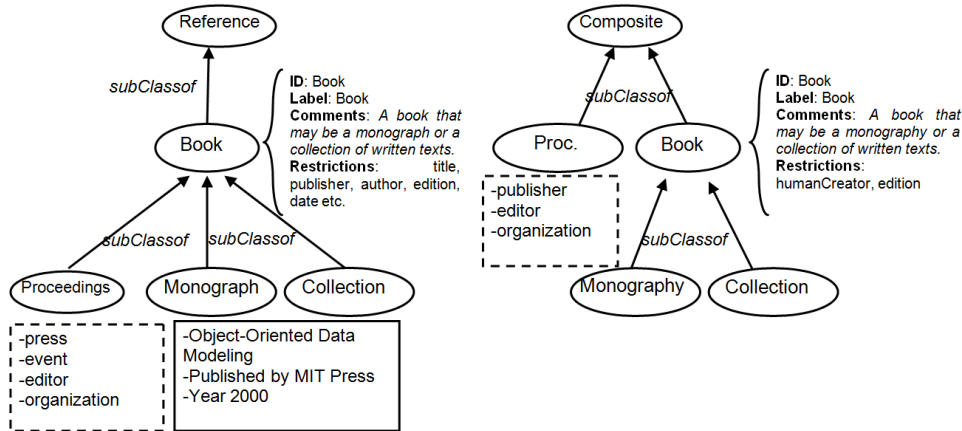 Reference
subClassof
Book
ID: Book
Label: Book
Comments: A book that
may be a monograph or a
collection of written texts.
Restrictions: title,
publisher, author, edition,
date etc.
subClassof
subClassof
Proceedings
Monograph
Collection
-press
-event
-editor
-organization
-Object-Oriented Data
Modeling
-Published by MIT Press
-Year 2000
Composite
subClassof
Proc.
Book
ID: Book
Label: Book
Comments: A book that
may be a monography or a
collection of written texts.
Restrictions:
humanCreator, edition
-publisher
-editor
-organization
subClassof
Monography
Collection